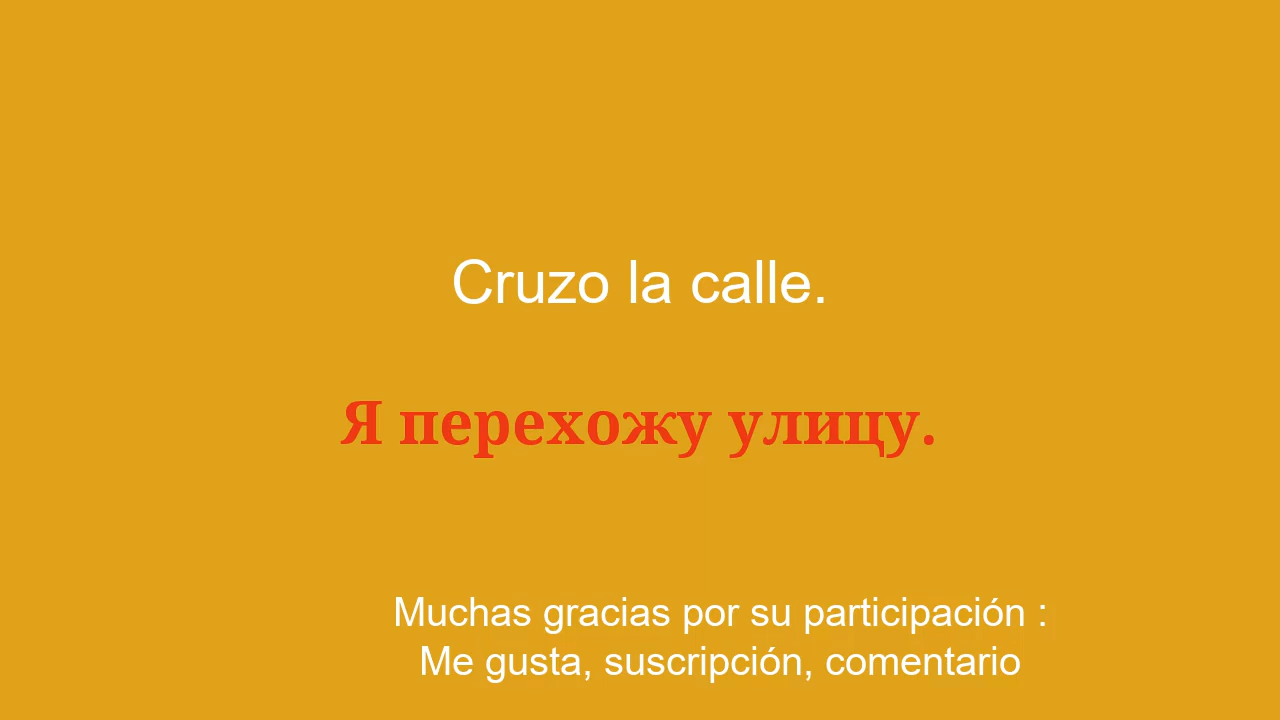 Cruzo la calle.
Я перехожу улицу.
Muchas gracias por su participación :
Me gusta, suscripción, comentario